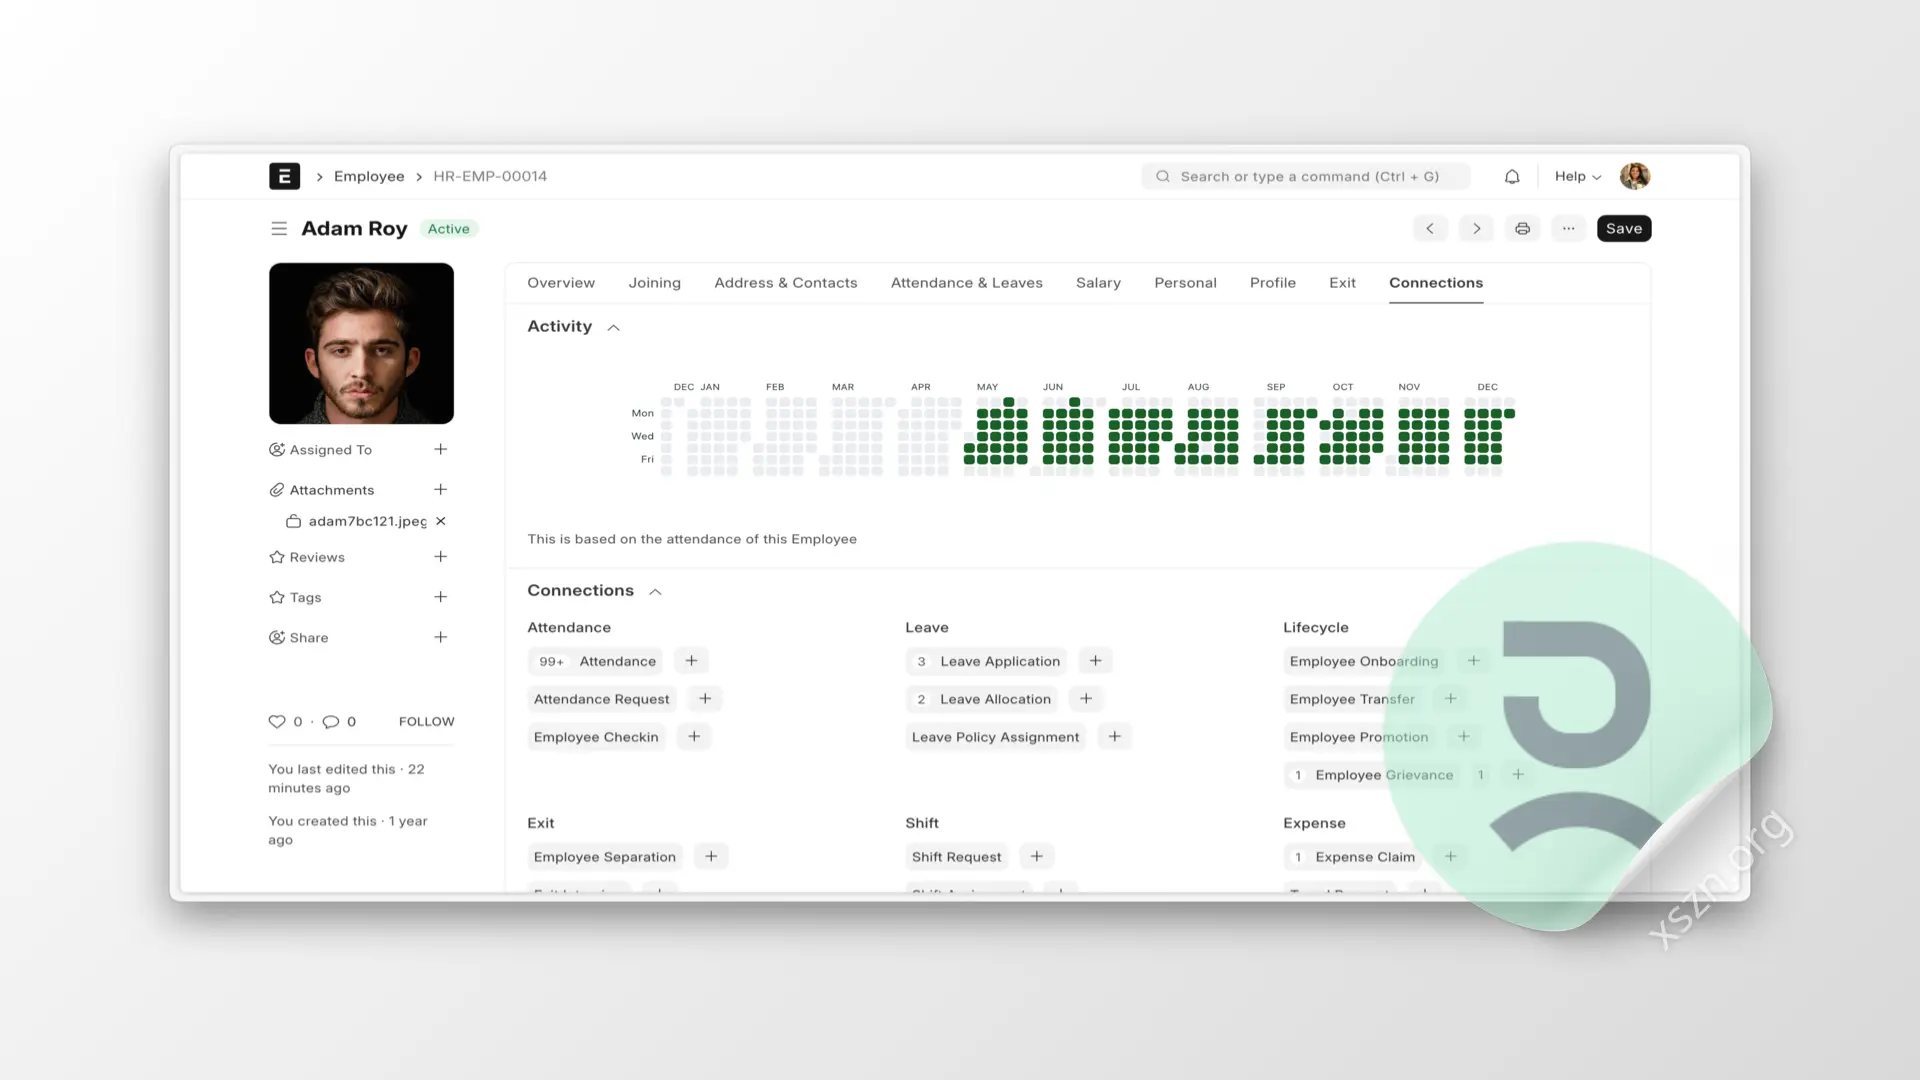 E > Employee > HR-EMP-00014
Search or type a command (Ctrl + G)
Help
Adam Roy
Active
Save
Overview Joining Address & Contacts Attendance & Leaves Salary Personal Profile Exit Connections
Activity
DEC JAN FEB MAR APR MAY JUN JUL AUG SEP OCT NOV DEC
Mon
Wed
Fri
This is based on the attendance of this Employee
Assigned To
Attachments
adam7bc121.jpeg
Reviews
Tags
Share
0 · 0 FOLLOW
You last edited this · 22
minutes ago
You created this · 1 year
ago
Connections
Attendance
99+ Attendance
Attendance Request
Employee Checkin
Leave
3 Leave Application
2 Leave Allocation
Leave Policy Assignment
Lifecycle
Employee Onboarding
Employee Transfer
Employee Promotion
1 Employee Grievance 1
Exit
Employee Separation
Shift
Shift Request
Expense
1 Expense Claim
xszn.org